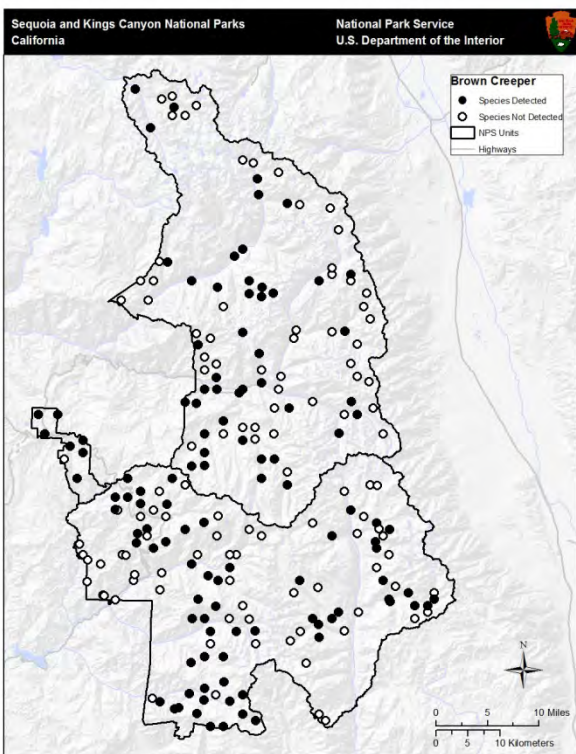 Sequoia and Kings Canyon National Parks
California
National Park Service
U.S. Department of the Interior
Brown Creeper
Species Detected
Species Not Detected
NPS Units
Highways
N
0 5 10 Miles
0 5 10 Kilometers